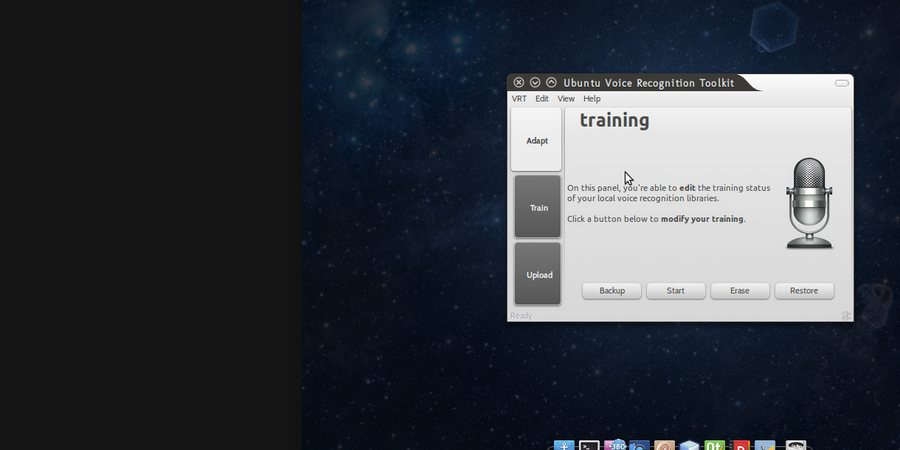 Ubuntu Voice Recognition Toolkit
VRT Edit View Help
training
Adapt
Train
Upload
On this panel, you're able to edit the training status
of your local voice recognition libraries.
Click a button below to modify your training.
Backup Start Erase Restore
Ready
>_
+380
Qt
D